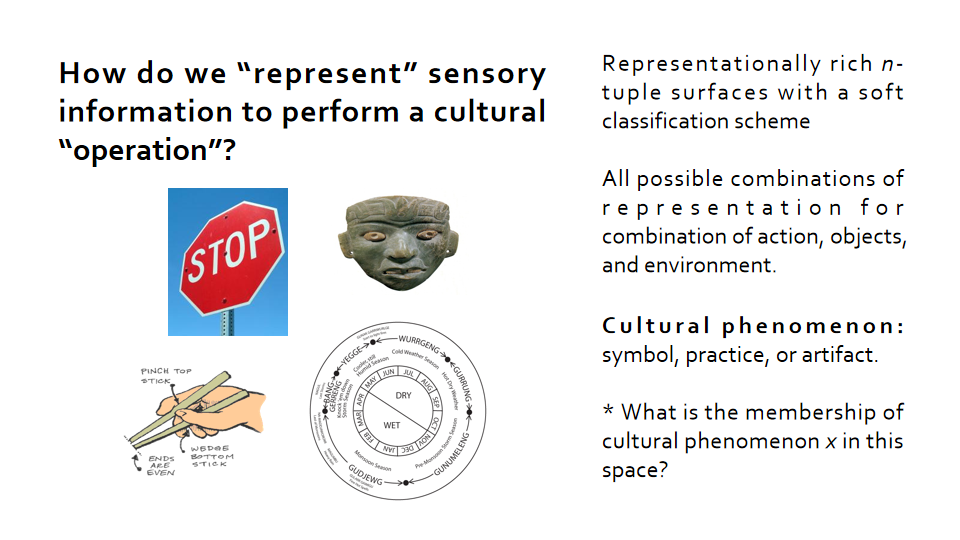 How do we “represent” sensory
information to perform a cultural
“operation”?
Representationally rich n-
tuple surfaces with a soft
classification scheme
All possible combinations of
representation for
combination of action, objects,
and environment.
Cultural phenomenon:
symbol, practice, or artifact.
* What is the membership of
cultural phenomenon x in this
space?
STOP
PINCH TOP
STICK
WEDGE
BOTTOM
STICK
ENDS
ARE
EVEN
YEGGE
Cooler, still
Humid Season
WURRGENG
Cold Weather Season
GURRUNG
Hot Dry Weather
GUNUMELENG
Pre-Monsoon Storm Season
GUDJEWG
Monsoon Season
BANG-
GERRENG
Knock 'em down
Storm Season
JUN
JUL
AUG
SEP
OCT
NOV
DEC
JAN
FEB
MAR
APR
MAY
DRY
WET